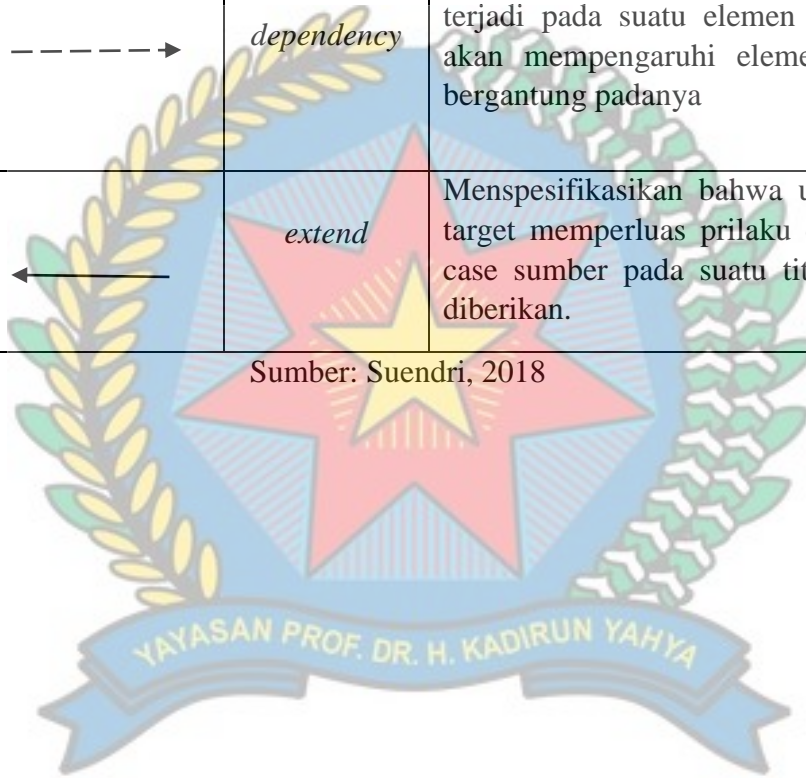 dependency
terjadi pada suatu elemen
akan mempengaruhi eleme
bergantung padanya
extend
Menspesifikasikan bahwa u
target memperluas prilaku
case sumber pada suatu tit
diberikan.
Sumber: Suendri, 2018
YAYASAN PROF. DR. H. KADIRUN YAHYA